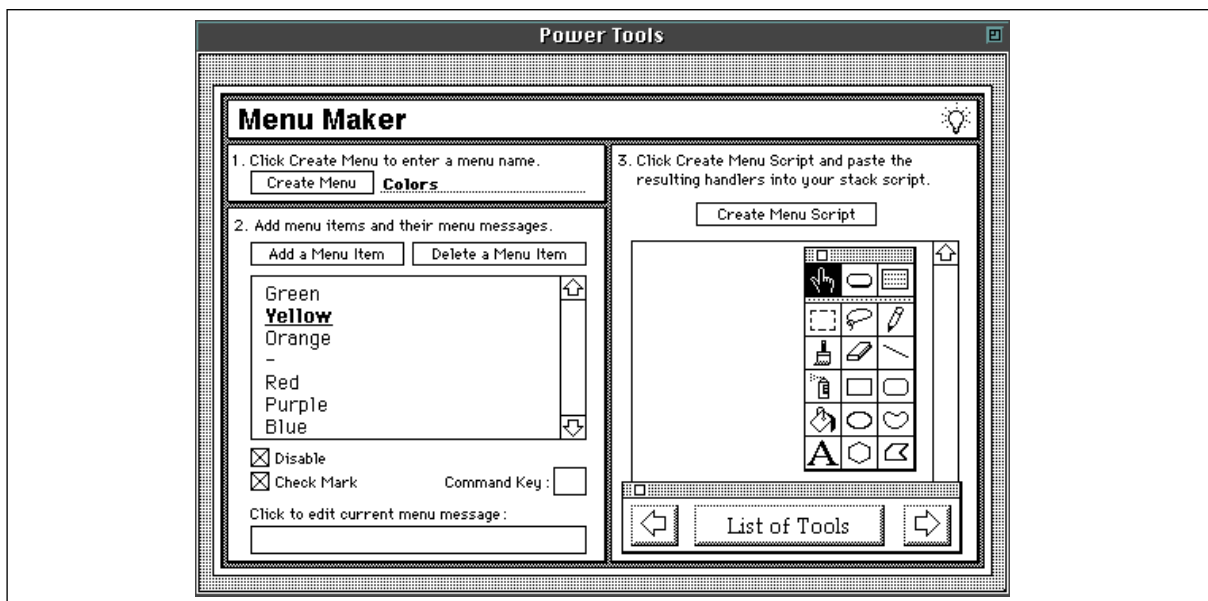 Power Tools
Menu Maker
1. Click Create Menu to enter a menu name.
Create Menu
Colors
2. Add menu items and their menu messages.
Add a Menu Item
Delete a Menu Item
Green
Yellow
Orange
-
Red
Purple
Blue
Disable
Check Mark
Command Key :
Click to edit current menu message :
3. Click Create Menu Script and paste the
resulting handlers into your stack script.
Create Menu Script
A
List of Tools